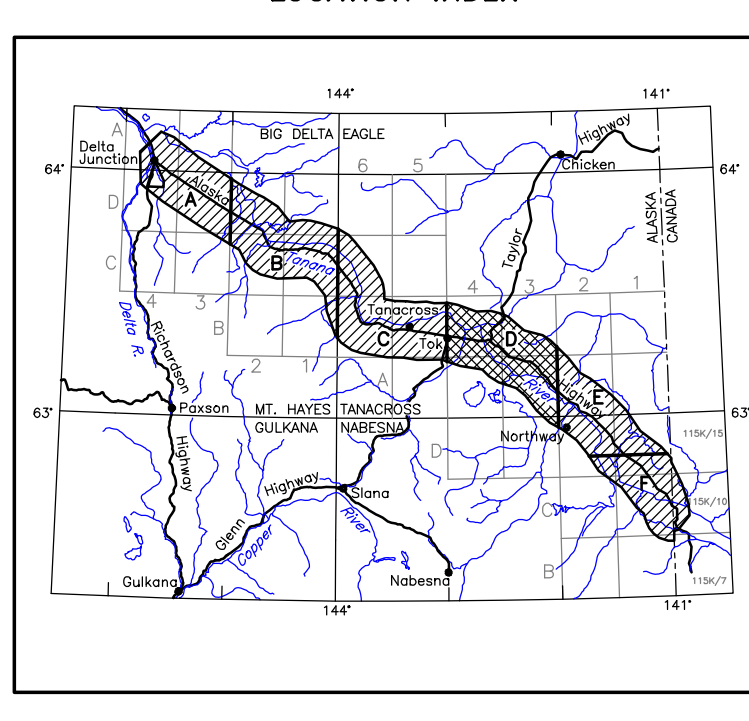 144°
141°
BIG DELTA EAGLE
A
Delta
Junction
Highway
Chicken
6
5
64°
64°
Alaska
A
D
ALASKA
CANADA
Taylor
B
Tanana
C
4
3
2
1
4
3
Delta R.
Tanacross
B
Richardson
C
Tok
D
2
1
A
River
Highway
E
Paxson
MT. HAYES TANACROSS
GULKANA NABESNA
63°
63°
Northway
115K/15
Highway
D
F
Highway
Slana
115K/10
C
River
Glenn
Copper
B
Gulkana
Nabesna
115K/7
144°
141°